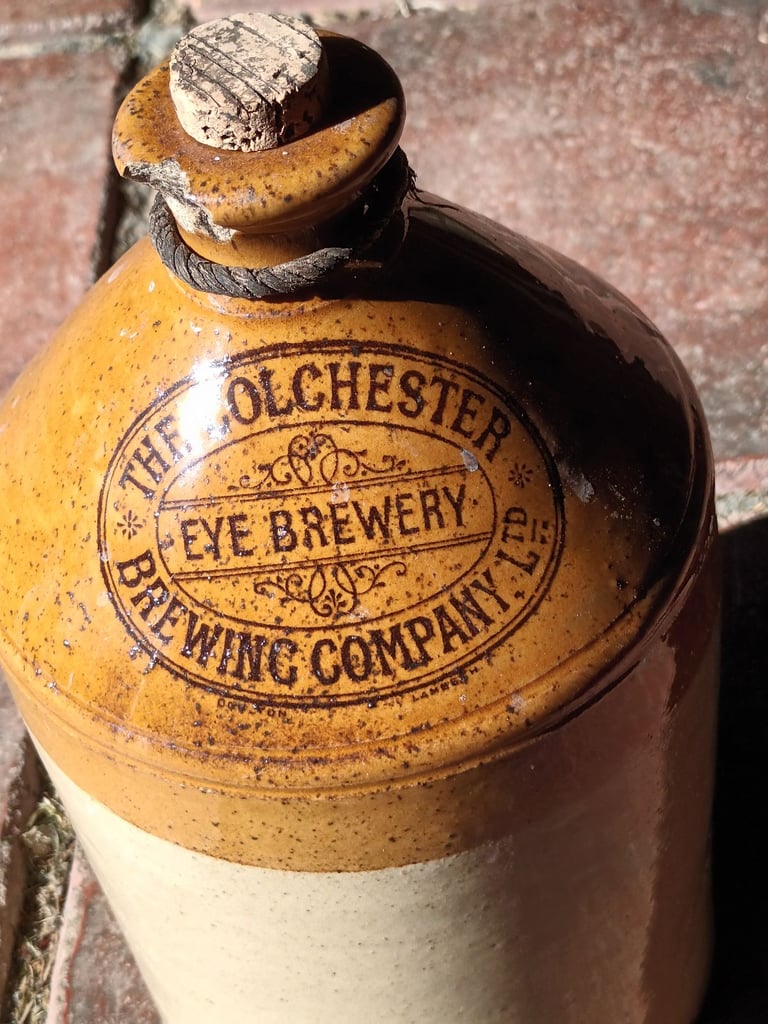 THE COLCHESTER
EYE BREWERY
BREWING COMPANY, LTD